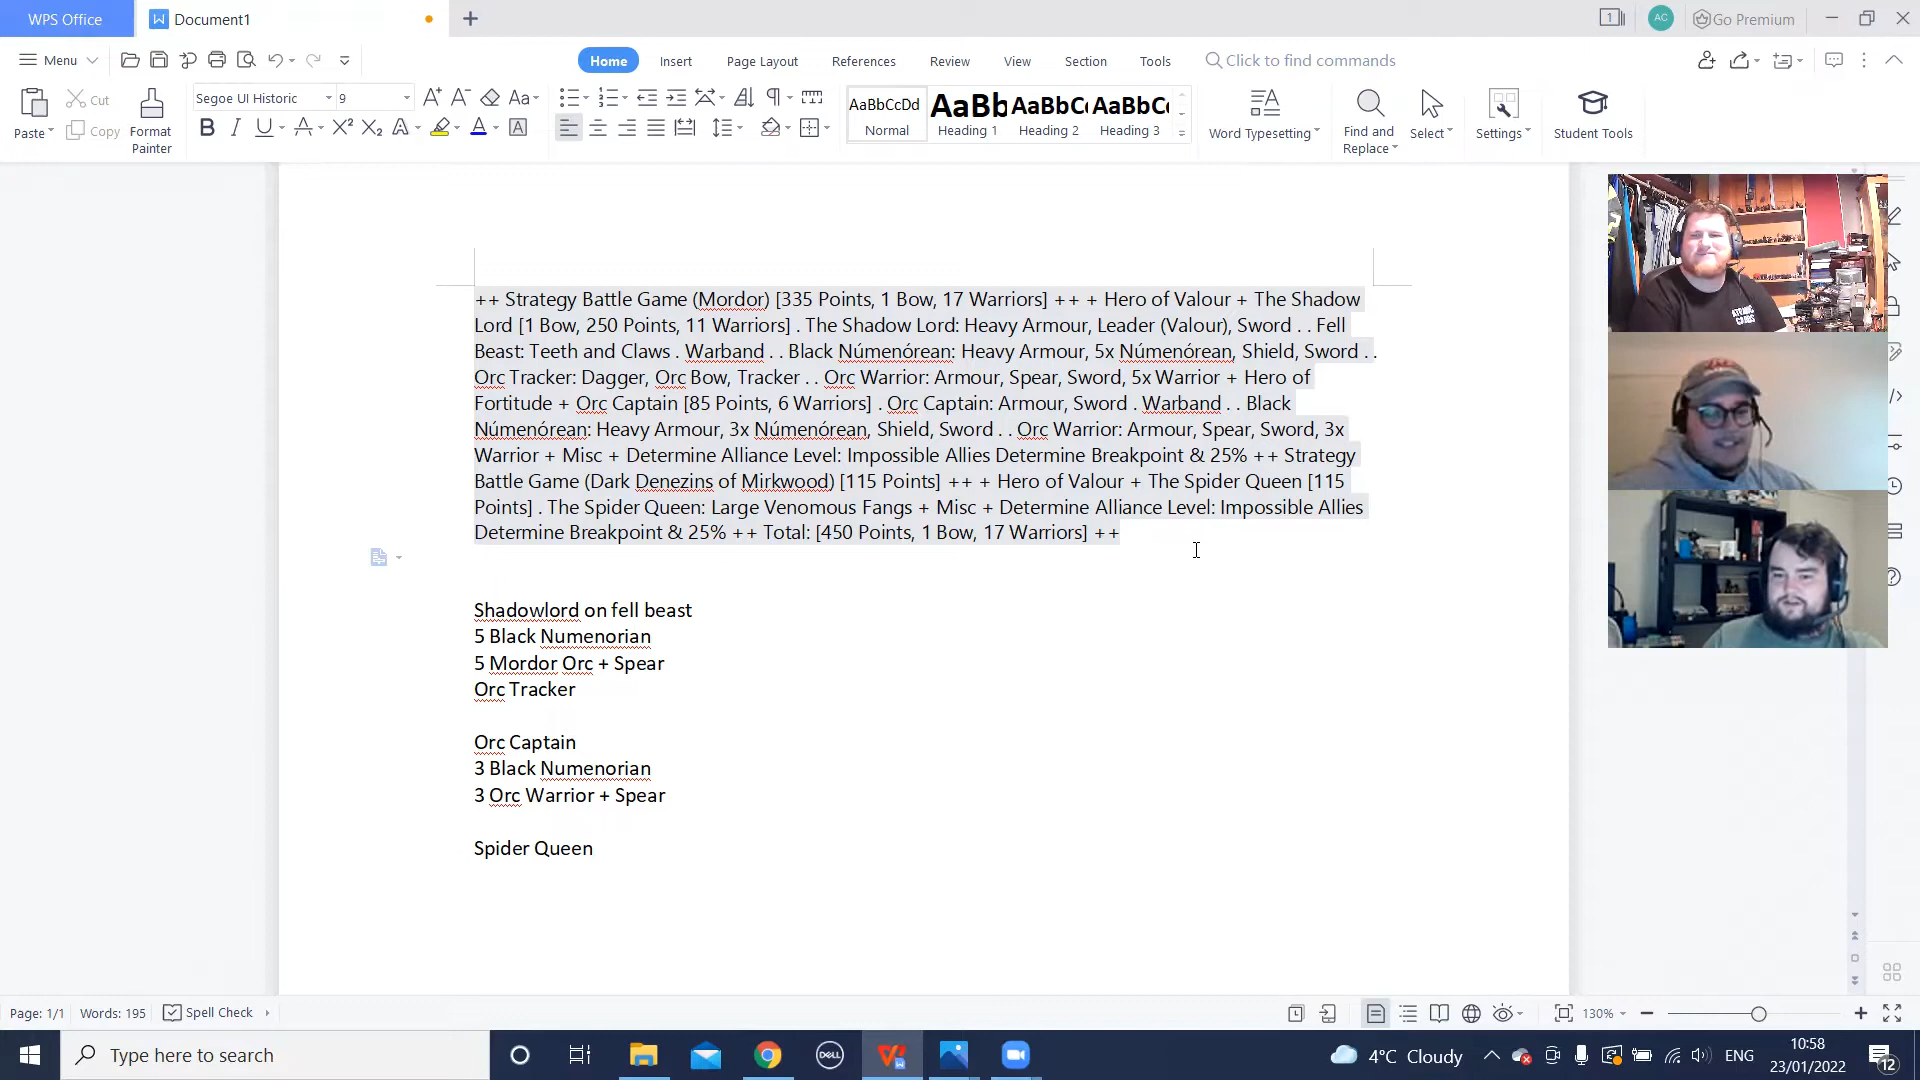 WPS Office
Document1
1
AC
Go Premium
Menu
Home
Insert
Page Layout
References
Review
View
Section
Tools
Click to find commands
Paste
Cut
Copy
Format
Painter
Segoe UI Historic
9
AaBbCcDd
Normal
AaBb
Heading 1
AaBbC
Heading 2
AaBbC
Heading 3
Word Typesetting
Find and
Replace
Select
Settings
Student Tools
++ Strategy Battle Game (Mordor) [335 Points, 1 Bow, 17 Warriors] ++ + Hero of Valour + The Shadow
Lord [1 Bow, 250 Points, 11 Warriors] . The Shadow Lord: Heavy Armour, Leader (Valour), Sword . . Fell
Beast: Teeth and Claws . Warband . . Black Númenórean: Heavy Armour, 5x Númenórean, Shield, Sword . .
Orc Tracker: Dagger, Orc Bow, Tracker . . Orc Warrior: Armour, Spear, Sword, 5x Warrior + Hero of
Fortitude + Orc Captain [85 Points, 6 Warriors] . Orc Captain: Armour, Sword . Warband . . Black
Númenórean: Heavy Armour, 3x Númenórean, Shield, Sword . . Orc Warrior: Armour, Spear, Sword, 3x
Warrior + Misc + Determine Alliance Level: Impossible Allies Determine Breakpoint & 25% ++ Strategy
Battle Game (Dark Denezins of Mirkwood) [115 Points] ++ + Hero of Valour + The Spider Queen [115
Points] . The Spider Queen: Large Venomous Fangs + Misc + Determine Alliance Level: Impossible Allies
Determine Breakpoint & 25% ++ Total: [450 Points, 1 Bow, 17 Warriors] ++
Shadowlord on fell beast
5 Black Numenorian
5 Mordor Orc + Spear
Orc Tracker
Orc Captain
3 Black Numenorian
3 Orc Warrior + Spear
Spider Queen
Page: 1/1
Words: 195
Spell Check
130%
Type here to search
DELL
4°C Cloudy
ENG
10:58
23/01/2022
12